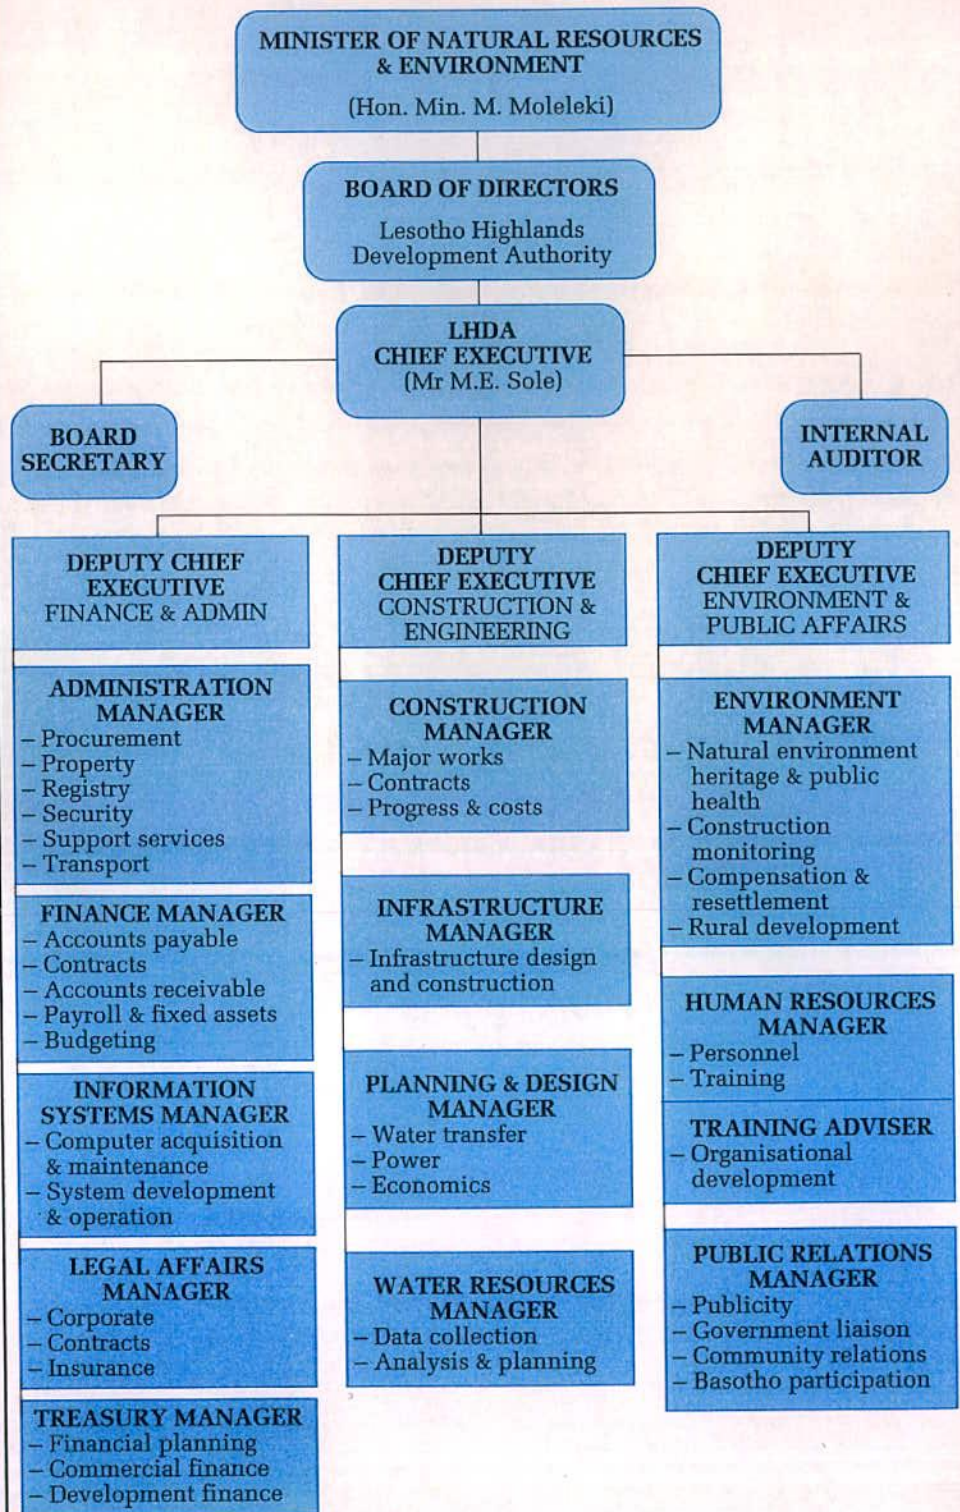 MINISTER OF NATURAL RESOURCES
& ENVIRONMENT
(Hon. Min. M. Moleleki)
BOARD OF DIRECTORS
Lesotho Highlands
Development Authority
LHDA
CHIEF EXECUTIVE
(Mr M.E. Sole)
BOARD
SECRETARY
INTERNAL
AUDITOR
DEPUTY CHIEF
EXECUTIVE
FINANCE & ADMIN
ADMINISTRATION
MANAGER
– Procurement
– Property
– Registry
– Security
– Support services
– Transport
FINANCE MANAGER
– Accounts payable
– Contracts
– Accounts receivable
– Payroll & fixed assets
– Budgeting
INFORMATION
SYSTEMS MANAGER
– Computer acquisition
& maintenance
– System development
& operation
LEGAL AFFAIRS
MANAGER
– Corporate
– Contracts
– Insurance
TREASURY MANAGER
– Financial planning
– Commercial finance
– Development finance
DEPUTY
CHIEF EXECUTIVE
CONSTRUCTION &
ENGINEERING
CONSTRUCTION
MANAGER
– Major works
– Contracts
– Progress & costs
INFRASTRUCTURE
MANAGER
– Infrastructure design
and construction
PLANNING & DESIGN
MANAGER
– Water transfer
– Power
– Economics
WATER RESOURCES
MANAGER
– Data collection
– Analysis & planning
DEPUTY
CHIEF EXECUTIVE
ENVIRONMENT &
PUBLIC AFFAIRS
ENVIRONMENT
MANAGER
– Natural environment
heritage & public
health
– Construction
monitoring
– Compensation &
resettlement
– Rural development
HUMAN RESOURCES
MANAGER
– Personnel
– Training
TRAINING ADVISER
– Organisational
development
PUBLIC RELATIONS
MANAGER
– Publicity
– Government liaison
– Community relations
– Basotho participation